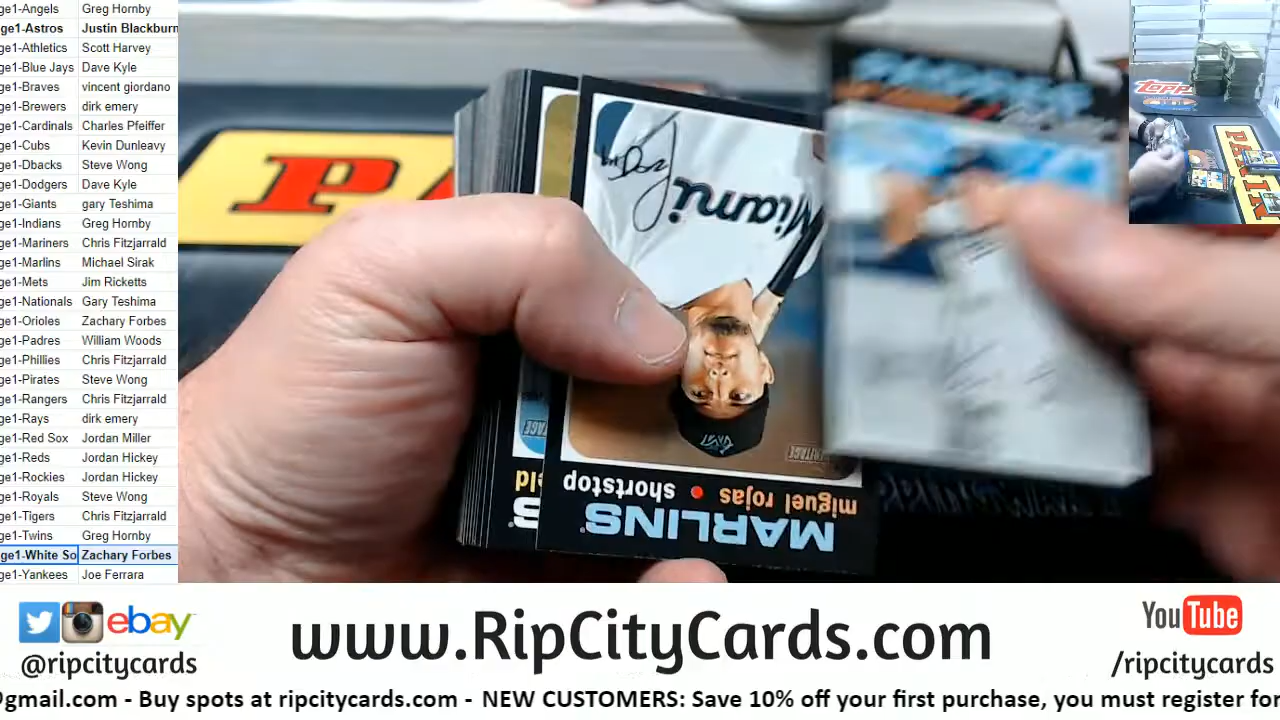 ge1-Angels Greg Hornby
ge1-Astros Justin Blackburn
ge1-Athletics Scott Harvey
ge1-Blue Jays Dave Kyle
ge1-Braves vincent giordano
ge1-Brewers dirk emery
ge1-Cardinals Charles Pfeiffer
ge1-Cubs Kevin Dunleavy
ge1-Dbacks Steve Wong
ge1-Dodgers Dave Kyle
ge1-Giants gary Teshima
ge1-Indians Greg Hornby
ge1-Mariners Chris Fitzjarrald
ge1-Marlins Michael Sirak
ge1-Mets Jim Ricketts
ge1-Nationals Gary Teshima
ge1-Orioles Zachary Forbes
ge1-Padres William Woods
ge1-Phillies Chris Fitzjarrald
ge1-Pirates Steve Wong
ge1-Rangers Chris Fitzjarrald
ge1-Rays dirk emery
ge1-Red Sox Jordan Miller
ge1-Reds Jordan Hickey
ge1-Rockies Jordan Hickey
ge1-Royals Steve Wong
ge1-Tigers Chris Fitzjarrald
ge1-Twins Greg Hornby
ge1-White So Zachary Forbes
ge1-Yankees Joe Ferrara
Miami
HERITAGE
MARLINS
miguel rojas • shortstop
TOPPS
ebay
@ripcitycards
www.RipCityCards.com
YouTube
/ripcitycards
@gmail.com - Buy spots at ripcitycards.com - NEW CUSTOMERS: Save 10% off your first purchase, you must register for